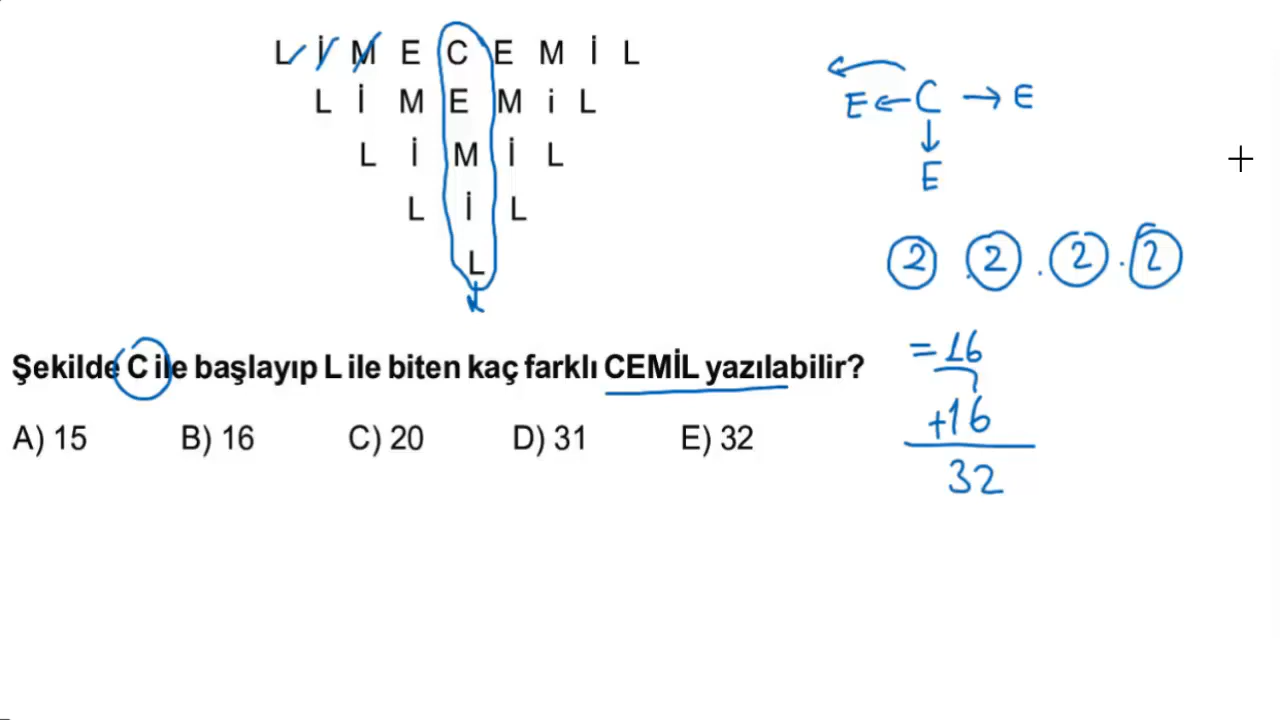 L İ M E C E M İ L
L İ M E M i L
L İ M İ L
L İ L
L
E ← C → E
↓
E
2 . 2 . 2 . 2
= 16
+16
32
Şekilde C ile başlayıp L ile biten kaç farklı CEMİL yazılabilir?
A) 15 B) 16 C) 20 D) 31 E) 32